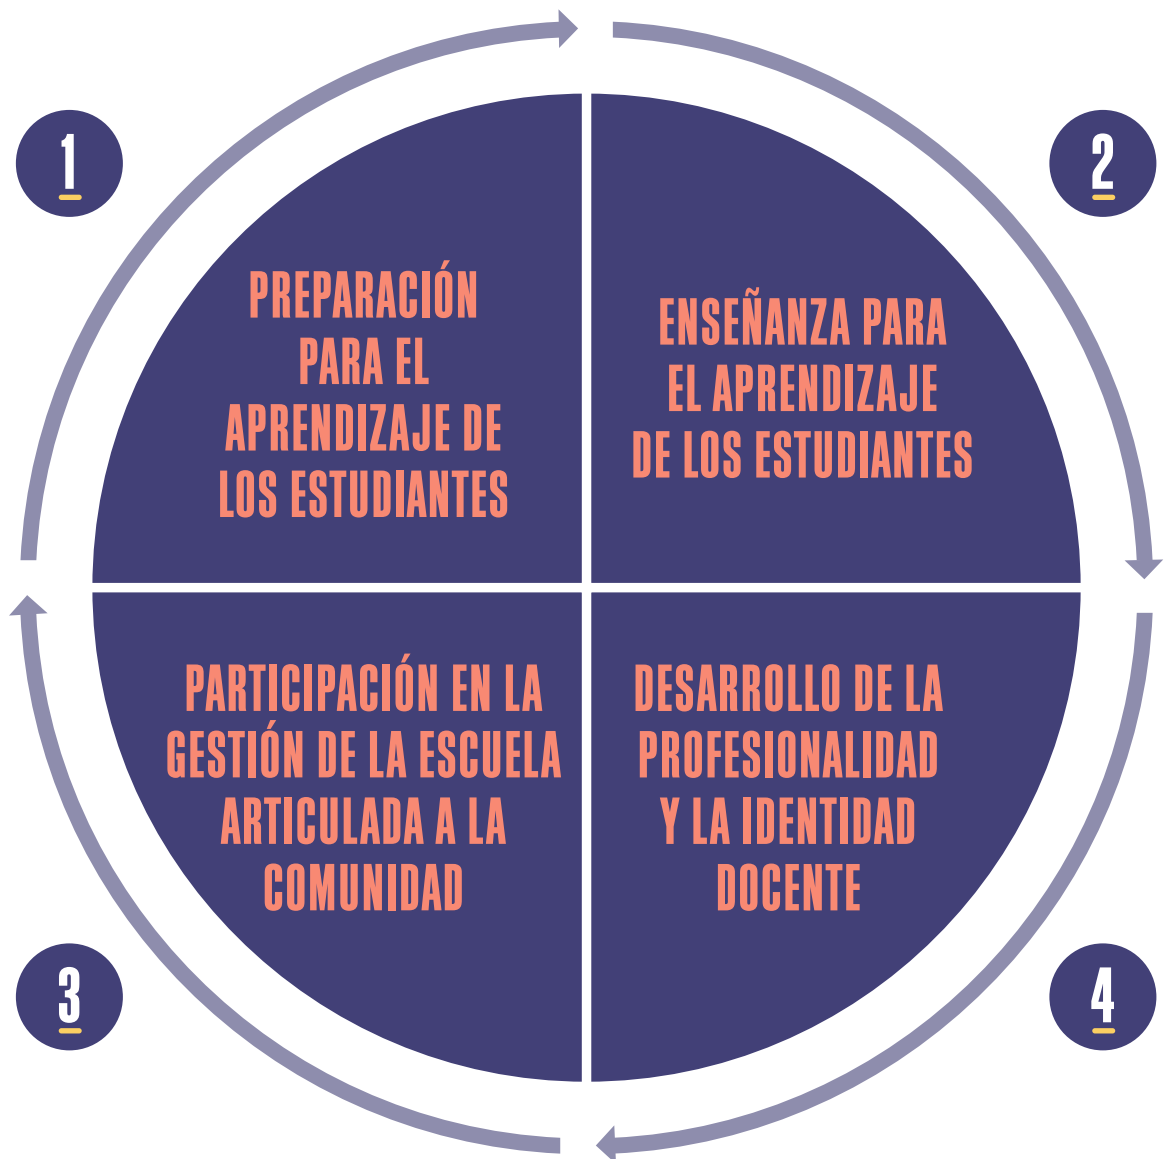 1
PREPARACIÓN
PARA EL
APRENDIZAJE DE
LOS ESTUDIANTES
2
ENSEÑANZA PARA
EL APRENDIZAJE
DE LOS ESTUDIANTES
3
PARTICIPACIÓN EN LA
GESTIÓN DE LA ESCUELA
ARTICULADA A LA
COMUNIDAD
4
DESARROLLO DE LA
PROFESIONALIDAD
Y LA IDENTIDAD
DOCENTE